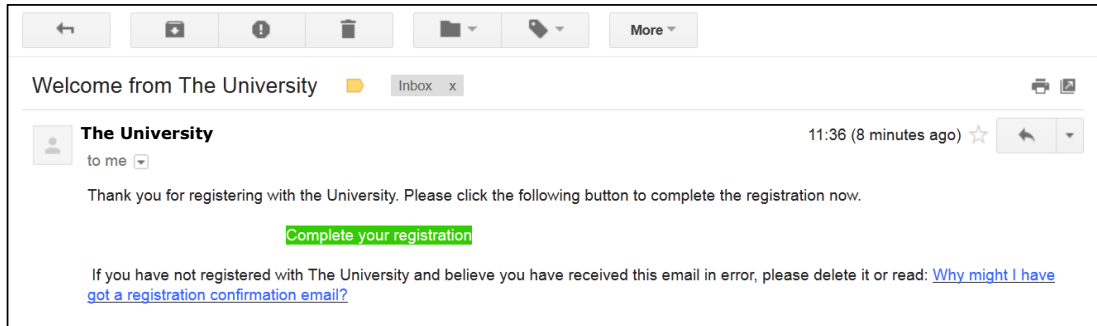 More
Welcome from The University Inbox x
The University 11:36 (8 minutes ago)
to me
Thank you for registering with the University. Please click the following button to complete the registration now.
Complete your registration
If you have not registered with The University and believe you have received this email in error, please delete it or read: Why might I have
got a registration confirmation email?